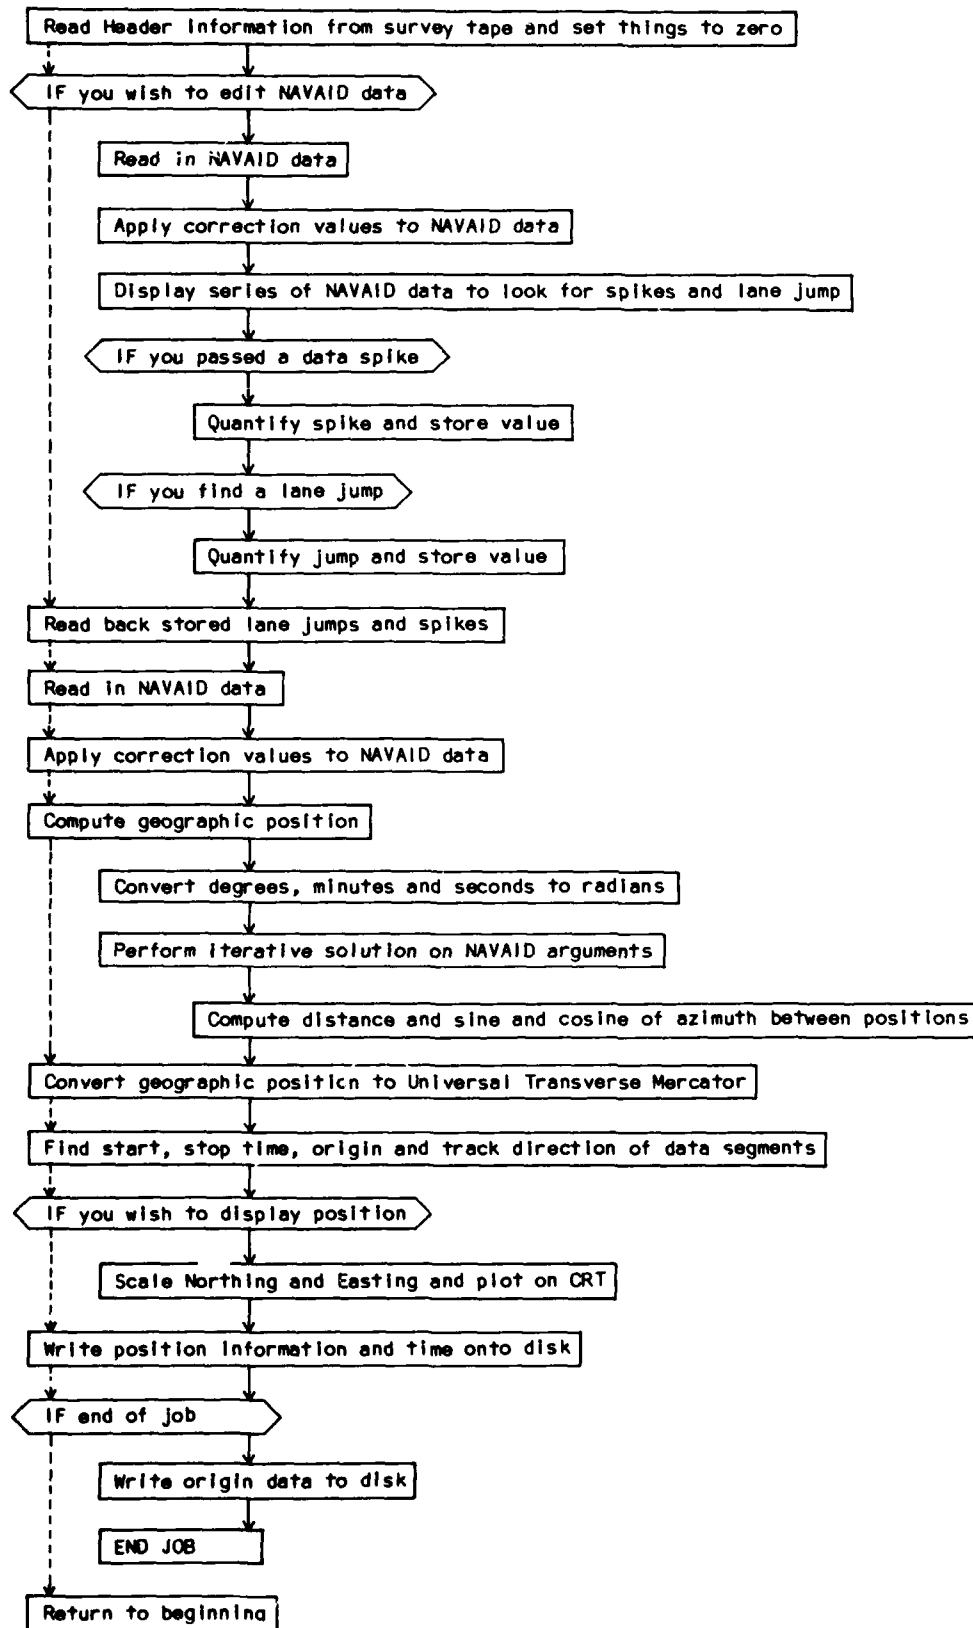 Read Header Information from survey tape and set things to zero
IF you wish to edit NAVAID data
Read in NAVAID data
Apply correction values to NAVAID data
Display series of NAVAID data to look for spikes and lane jump
IF you passed a data spike
Quantify spike and store value
IF you find a lane jump
Quantify jump and store value
Read back stored lane jumps and spikes
Read in NAVAID data
Apply correction values to NAVAID data
Compute geographic position
Convert degrees, minutes and seconds to radians
Perform iterative solution on NAVAID arguments
Compute distance and sine and cosine of azimuth between positions
Convert geographic position to Universal Transverse Mercator
Find start, stop time, origin and track direction of data segments
IF you wish to display position
Scale Northing and Easting and plot on CRT
Write position Information and time onto disk
IF end of job
Write origin data to disk
END JOB
Return to beginning